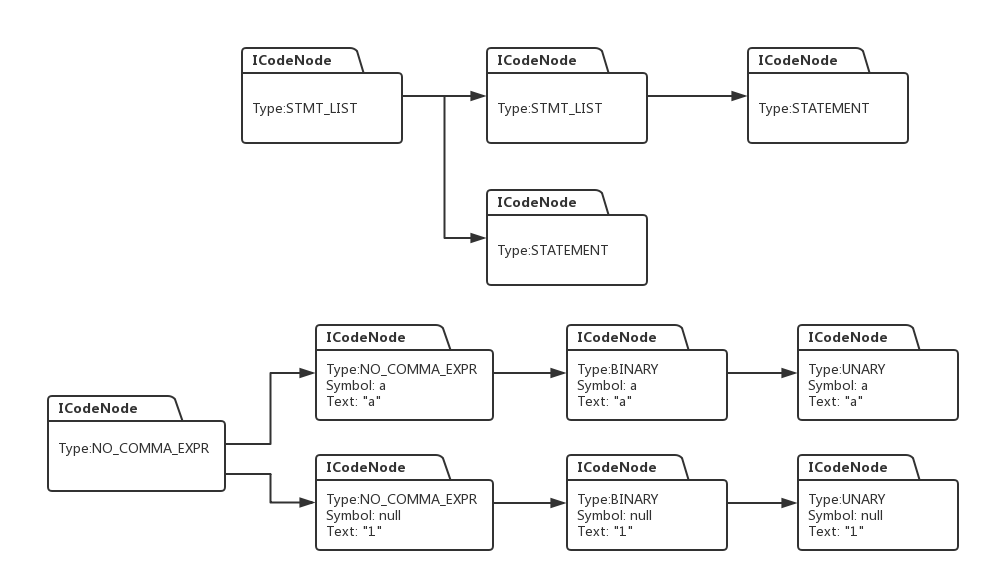 ICodeNode
Type:STMT_LIST
ICodeNode
Type:STMT_LIST
ICodeNode
Type:STATEMENT
ICodeNode
Type:STATEMENT
ICodeNode
Type:NO_COMMA_EXPR
ICodeNode
Type:NO_COMMA_EXPR
Symbol: a
Text: "a"
ICodeNode
Type:BINARY
Symbol: a
Text: "a"
ICodeNode
Type:UNARY
Symbol: a
Text: "a"
ICodeNode
Type:NO_COMMA_EXPR
Symbol: null
Text: "1"
ICodeNode
Type:BINARY
Symbol: null
Text: "1"
ICodeNode
Type:UNARY
Symbol: null
Text: "1"